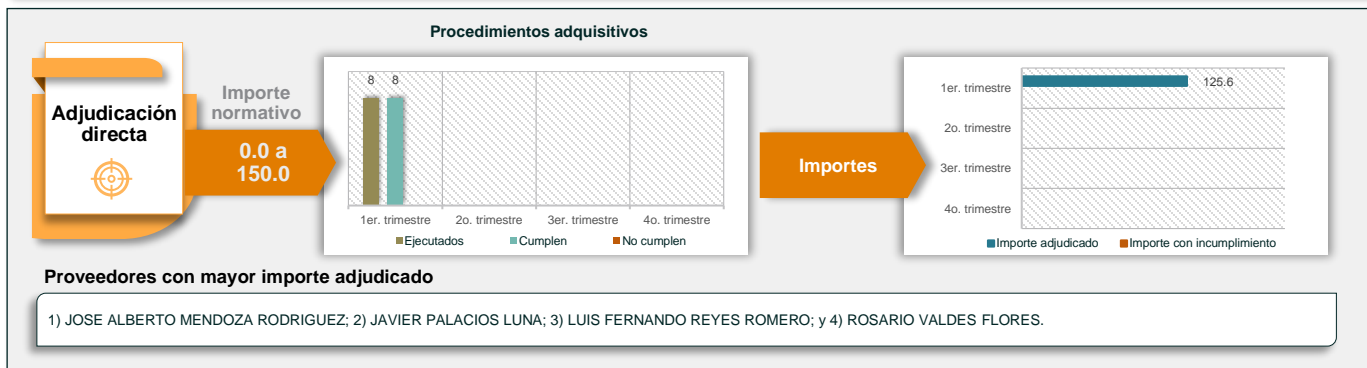 Procedimientos adquisitivos
Adjudicación
directa
Importe
normativo
0.0 a
150.0
8 8
1er. trimestre 2o. trimestre 3er. trimestre 4o. trimestre
Ejecutados Cumplen No cumplen
Importes
1er. trimestre 125.6
2o. trimestre
3er. trimestre
4o. trimestre
Importe adjudicado Importe con incumplimiento
Proveedores con mayor importe adjudicado
1) JOSE ALBERTO MENDOZA RODRIGUEZ; 2) JAVIER PALACIOS LUNA; 3) LUIS FERNANDO REYES ROMERO; y 4) ROSARIO VALDES FLORES.